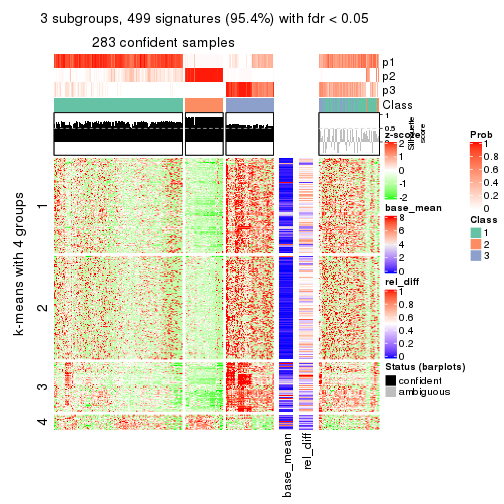 3 subgroups, 499 signatures (95.4%) with fdr < 0.05
283 confident samples
p1
p2
p3
Class
1
0.5
0
Silhouette
score
z-score
2
1
0
-1
-2
base_mean
8
6
4
2
0
rel_diff
1
0.8
0.6
0.4
0.2
0
Status (barplots)
confident
ambiguous
Prob
1
0.8
0.6
0.4
0.2
0
Class
1
2
3
k-means with 4 groups
1
2
3
4
base_mean
rel_diff